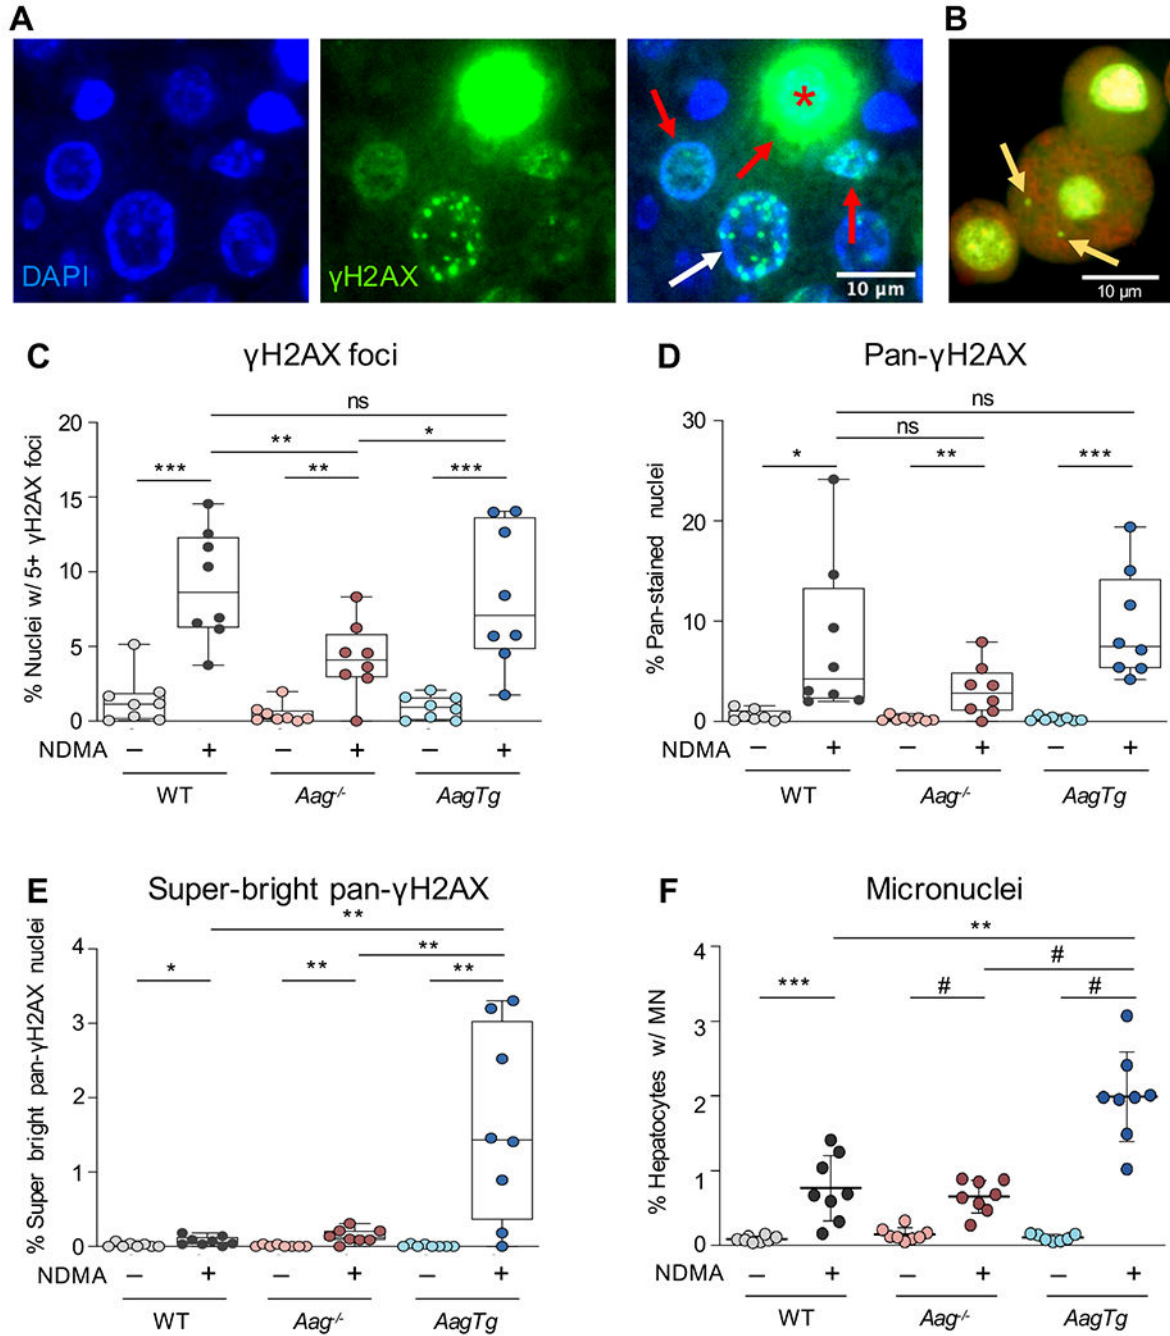 A
B
DAPI
γH2AX
*
10 μm
10 μm
C
γH2AX foci
% Nuclei w/ 5+ γH2AX foci
20
15
10
5
0
ns
** *
*** ** ***
NDMA – + – + – +
WT Aag-/- AagTg
D
Pan-γH2AX
% Pan-stained nuclei
30
20
10
0
ns
ns
* ** ***
NDMA – + – + – +
WT Aag-/- AagTg
E
Super-bright pan-γH2AX
% Super bright pan-γH2AX nuclei
4
3
2
1
0
**
**
* ** **
NDMA – + – + – +
WT Aag-/- AagTg
F
Micronuclei
% Hepatocytes w/ MN
4
3
2
1
0
**
#
*** # #
NDMA – + – + – +
WT Aag-/- AagTg